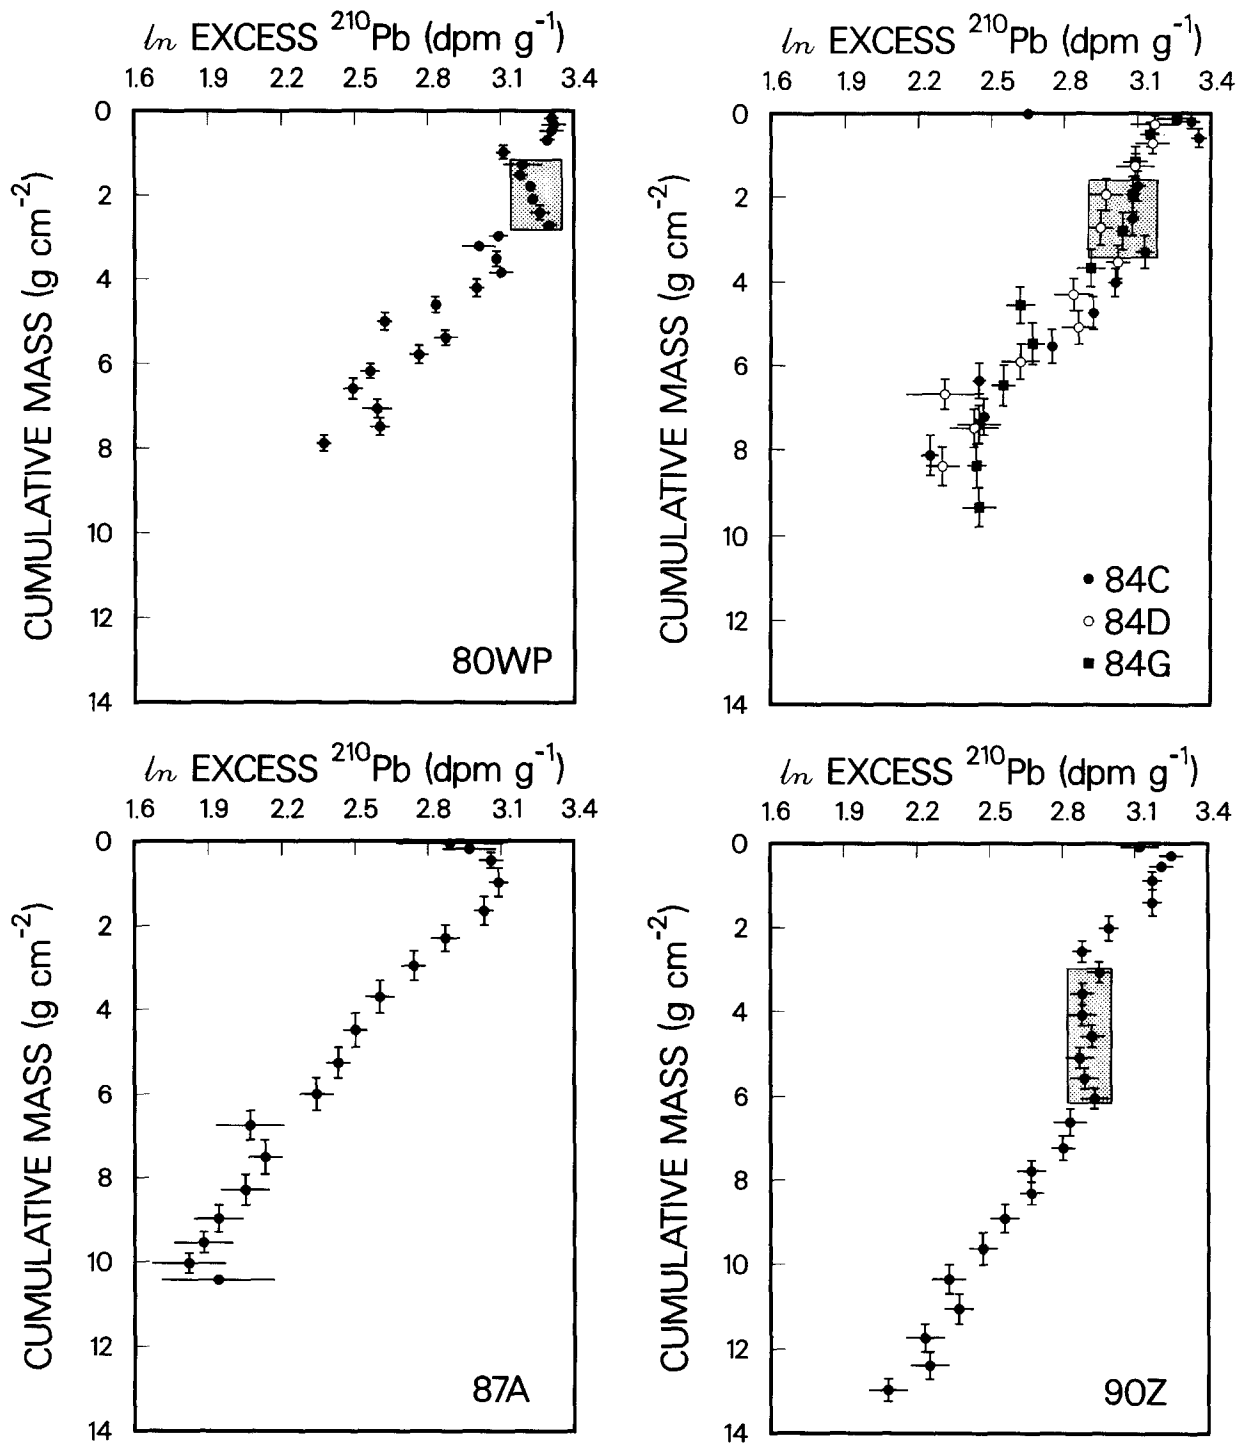 ln EXCESS 210Pb (dpm g-1)
1.6 1.9 2.2 2.5 2.8 3.1 3.4
CUMULATIVE MASS (g cm-2)
0
2
4
6
8
10
12
14
80WP
ln EXCESS 210Pb (dpm g-1)
1.6 1.9 2.2 2.5 2.8 3.1 3.4
CUMULATIVE MASS (g cm-2)
0
2
4
6
8
10
12
14
84C
84D
84G
ln EXCESS 210Pb (dpm g-1)
1.6 1.9 2.2 2.5 2.8 3.1 3.4
CUMULATIVE MASS (g cm-2)
0
2
4
6
8
10
12
14
87A
ln EXCESS 210Pb (dpm g-1)
1.6 1.9 2.2 2.5 2.8 3.1 3.4
CUMULATIVE MASS (g cm-2)
0
2
4
6
8
10
12
14
90Z